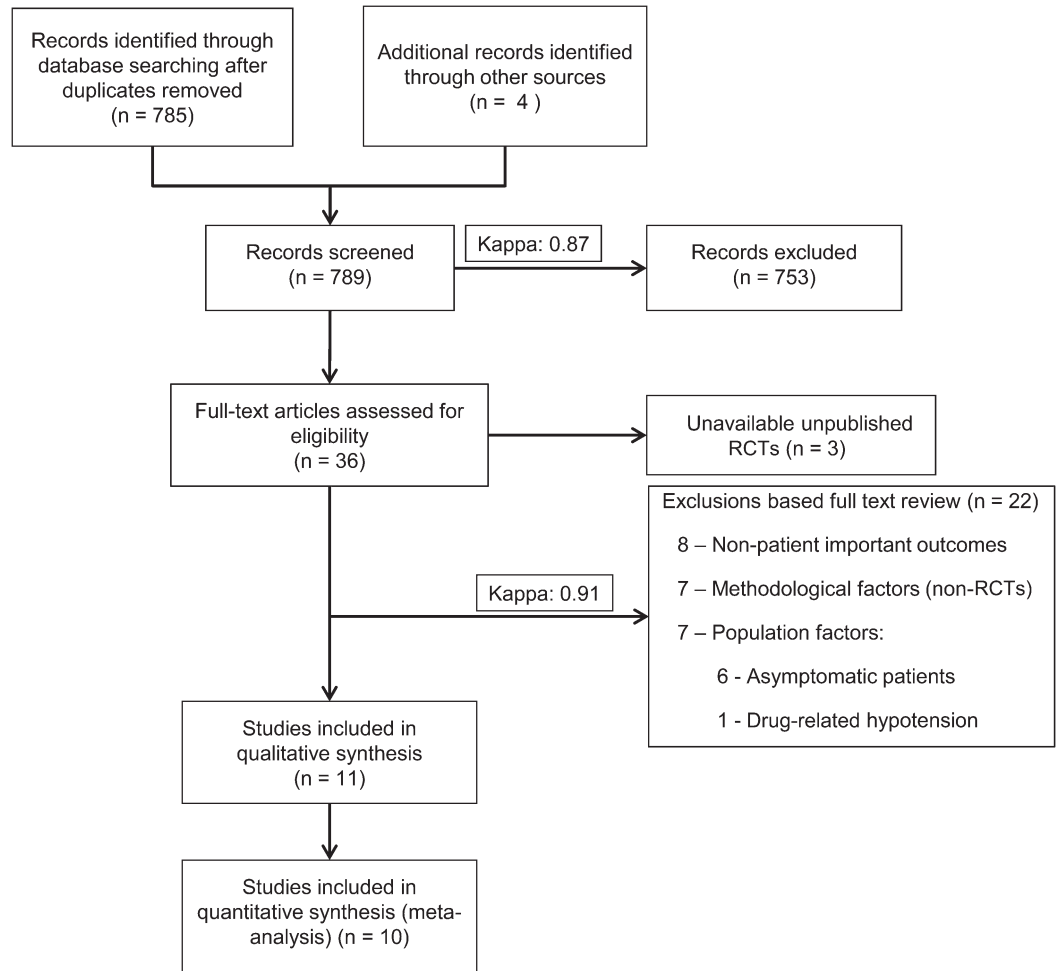 Records identified through
database searching after
duplicates removed
(n = 785)
Additional records identified
through other sources
(n = 4 )
Records screened
(n = 789)
Kappa: 0.87
Records excluded
(n = 753)
Full-text articles assessed for
eligibility
(n = 36)
Unavailable unpublished
RCTs (n = 3)
Exclusions based full text review (n = 22)
8 – Non-patient important outcomes
7 – Methodological factors (non-RCTs)
7 – Population factors:
6 - Asymptomatic patients
1 - Drug-related hypotension
Kappa: 0.91
Studies included in
qualitative synthesis
(n = 11)
Studies included in
quantitative synthesis (meta-
analysis) (n = 10)